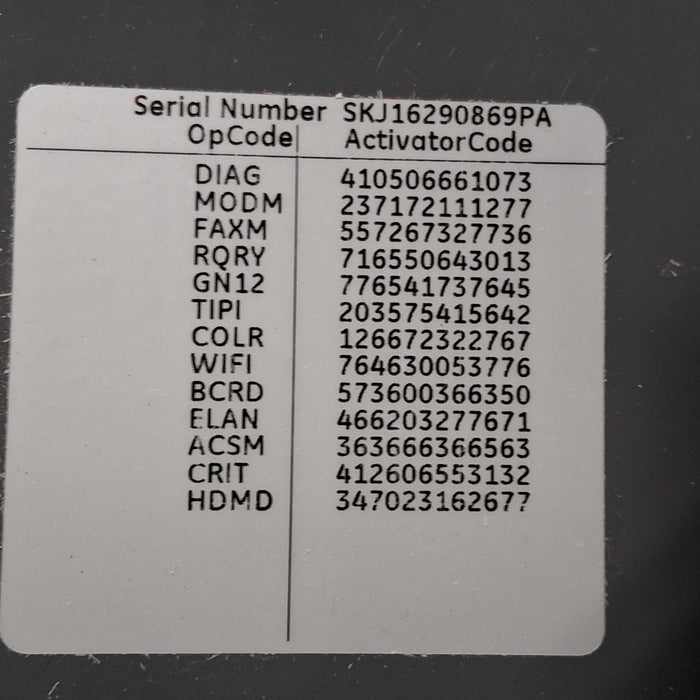 Serial Number SKJ16290869PA
OpCode ActivatorCode
DIAG 410506661073
MODM 237172111277
FAXM 557267327736
RQRY 716550643013
GN12 776541737645
TIPI 203575415642
COLR 126672322767
WIFI 764630053776
BCRD 573600366350
ELAN 466203277671
ACSM 363666366563
CRIT 412606553132
HDMD 347023162677